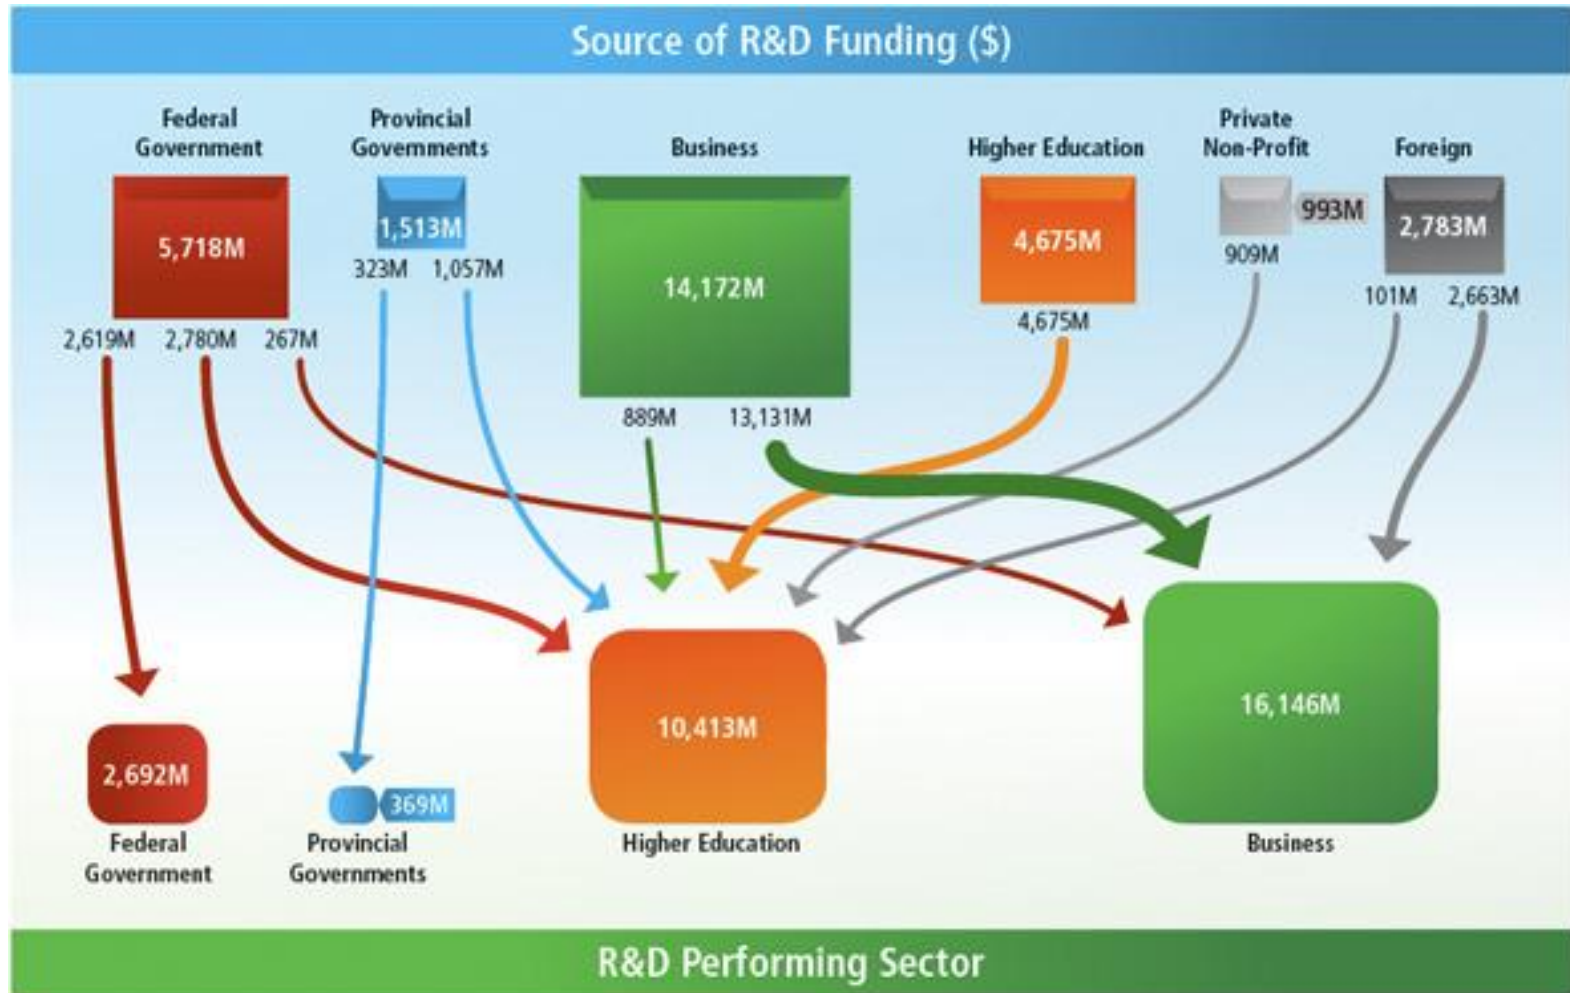 Source of R&D Funding ($)
Federal
Government
Provincial
Governments
Business
Higher Education
Private
Non-Profit
Foreign
5,718M
1,513M
14,172M
4,675M
993M
2,783M
2,619M
2,780M
267M
323M
1,057M
889M
13,131M
4,675M
909M
101M
2,663M
2,692M
369M
10,413M
16,146M
Federal
Government
Provincial
Governments
Higher Education
Business
R&D Performing Sector